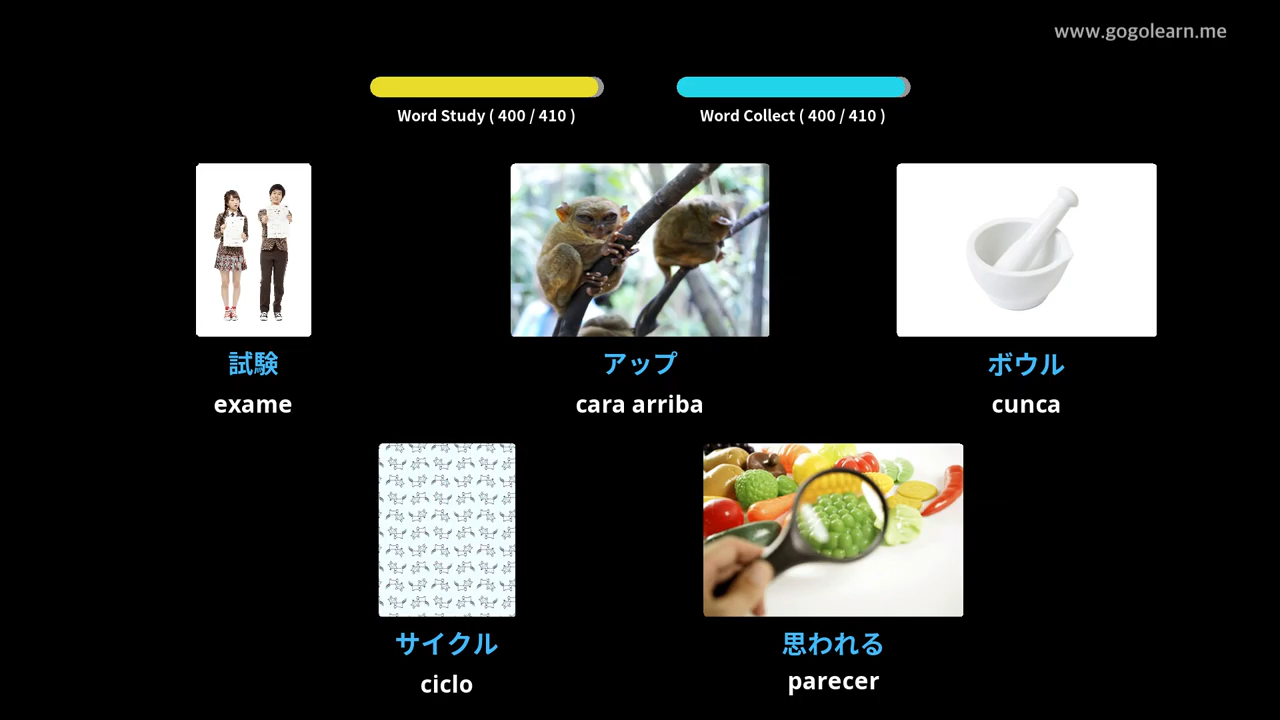 www.gogolearn.me
Word Study ( 400 / 410 )
Word Collect ( 400 / 410 )
試験
exame
アップ
cara arriba
ボウル
cunca
サイクル
ciclo
思われる
parecer